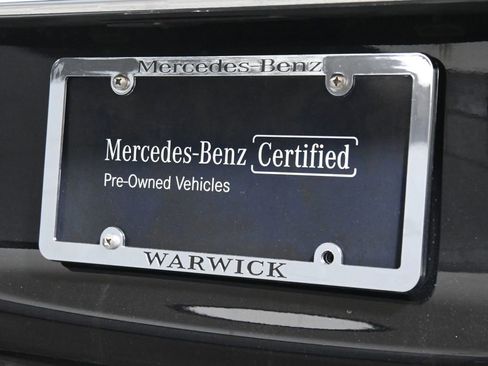 Mercedes-Benz
Mercedes-Benz Certified
Pre-Owned Vehicles
WARWICK